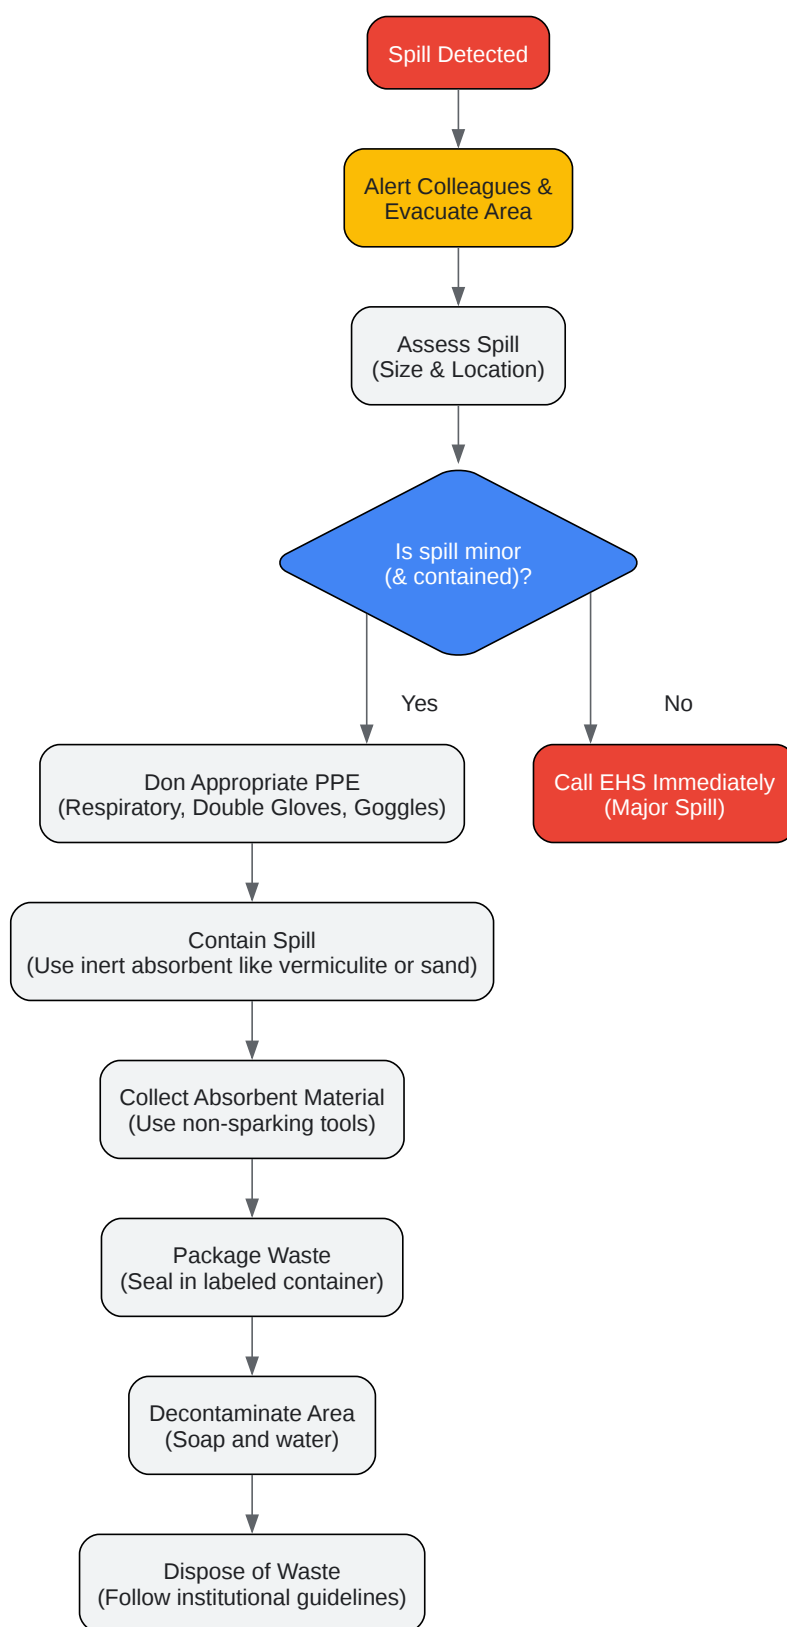 Spill Detected
Alert Colleagues &
Evacuate Area
Assess Spill
(Size & Location)
Is spill minor
(& contained)?
Yes
No
Don Appropriate PPE
(Respiratory, Double Gloves, Goggles)
Call EHS Immediately
(Major Spill)
Contain Spill
(Use inert absorbent like vermiculite or sand)
Collect Absorbent Material
(Use non-sparking tools)
Package Waste
(Seal in labeled container)
Decontaminate Area
(Soap and water)
Dispose of Waste
(Follow institutional guidelines)